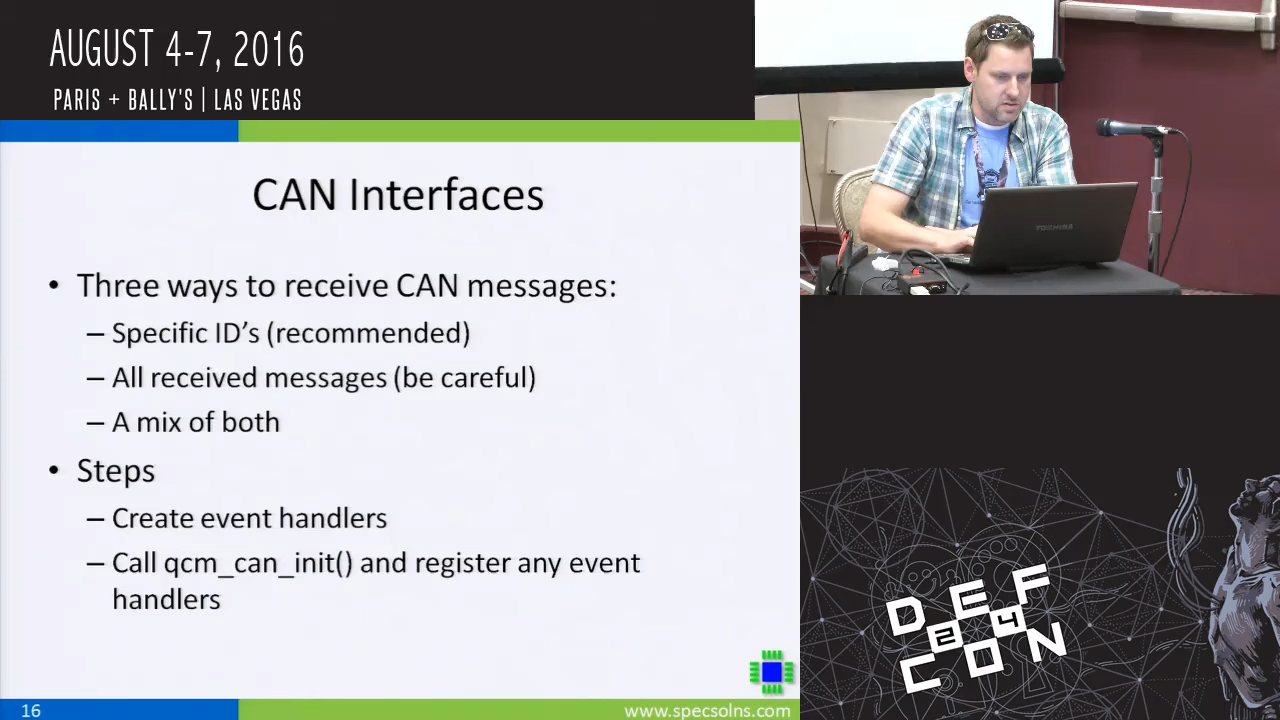 AUGUST 4-7, 2016
PARIS + BALLY'S | LAS VEGAS
CAN Interfaces
• Three ways to receive CAN messages:
– Specific ID’s (recommended)
– All received messages (be careful)
– A mix of both
• Steps
– Create event handlers
– Call qcm_can_init() and register any event
handlers
16
www.specsolns.com
TOSHIBA
DEF
24
CON